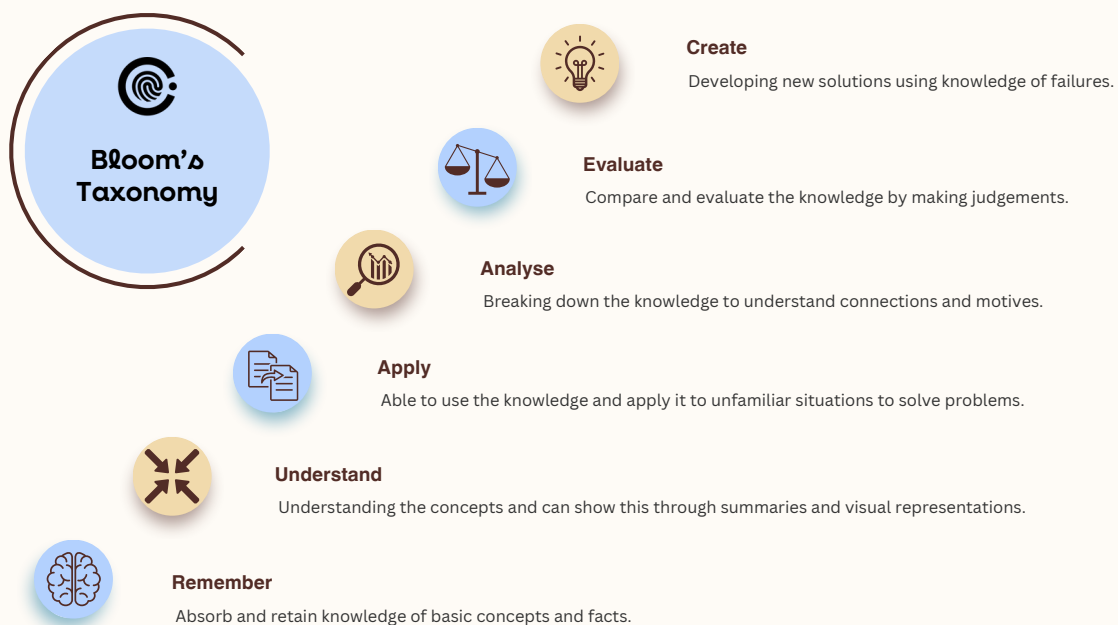 Bloom's
Taxonomy
Create
Developing new solutions using knowledge of failures.
Evaluate
Compare and evaluate the knowledge by making judgements.
Analyse
Breaking down the knowledge to understand connections and motives.
Apply
Able to use the knowledge and apply it to unfamiliar situations to solve problems.
Understand
Understanding the concepts and can show this through summaries and visual representations.
Remember
Absorb and retain knowledge of basic concepts and facts.